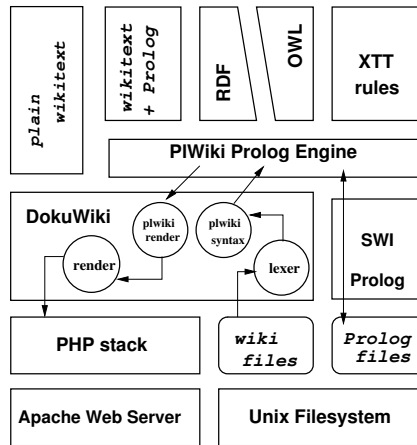 plain
wikitext
wikitext
+ Prolog
RDF
OWL
XTT
rules
PlWiki Prolog Engine
DokuWiki
plwiki
render
plwiki
syntax
render
lexer
SWI
Prolog
PHP stack
wiki
files
Prolog
files
Apache Web Server
Unix Filesystem